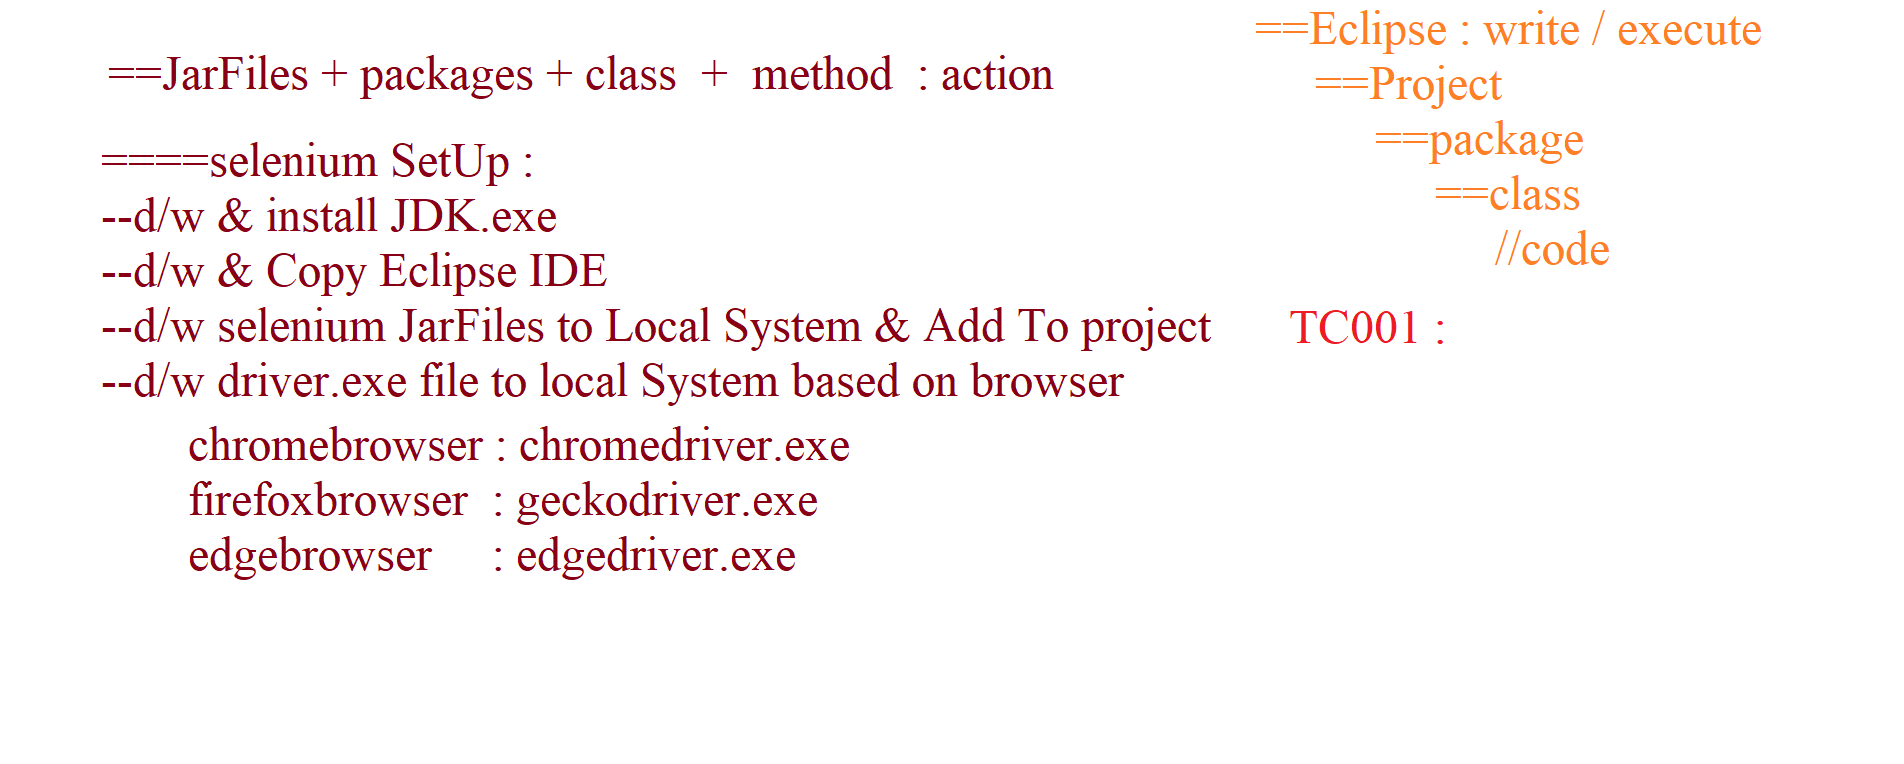 ==JarFiles + packages + class + method : action
====selenium SetUp :
--d/w & install JDK.exe
--d/w & Copy Eclipse IDE
--d/w selenium JarFiles to Local System & Add To project
--d/w driver.exe file to local System based on browser
chromebrowser : chromedriver.exe
firefoxbrowser : geckodriver.exe
edgebrowser : edgedriver.exe
==Eclipse : write / execute
==Project
==package
==class
//code
TC001 :